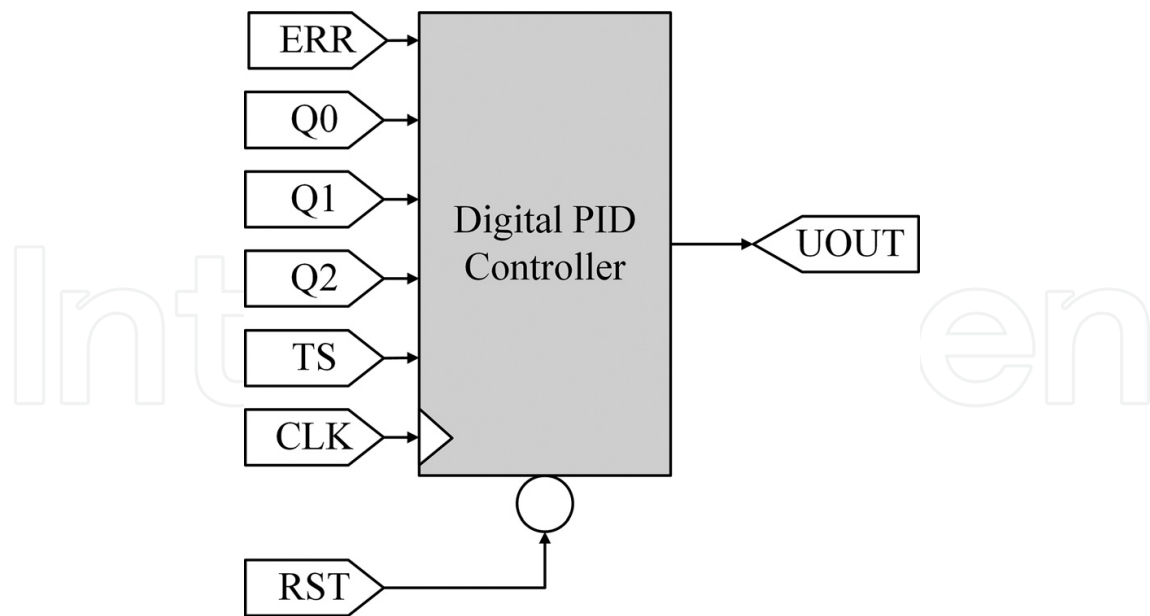 ERR
Q0
Q1
Q2
TS
CLK
RST
Digital PID
Controller
UOUT